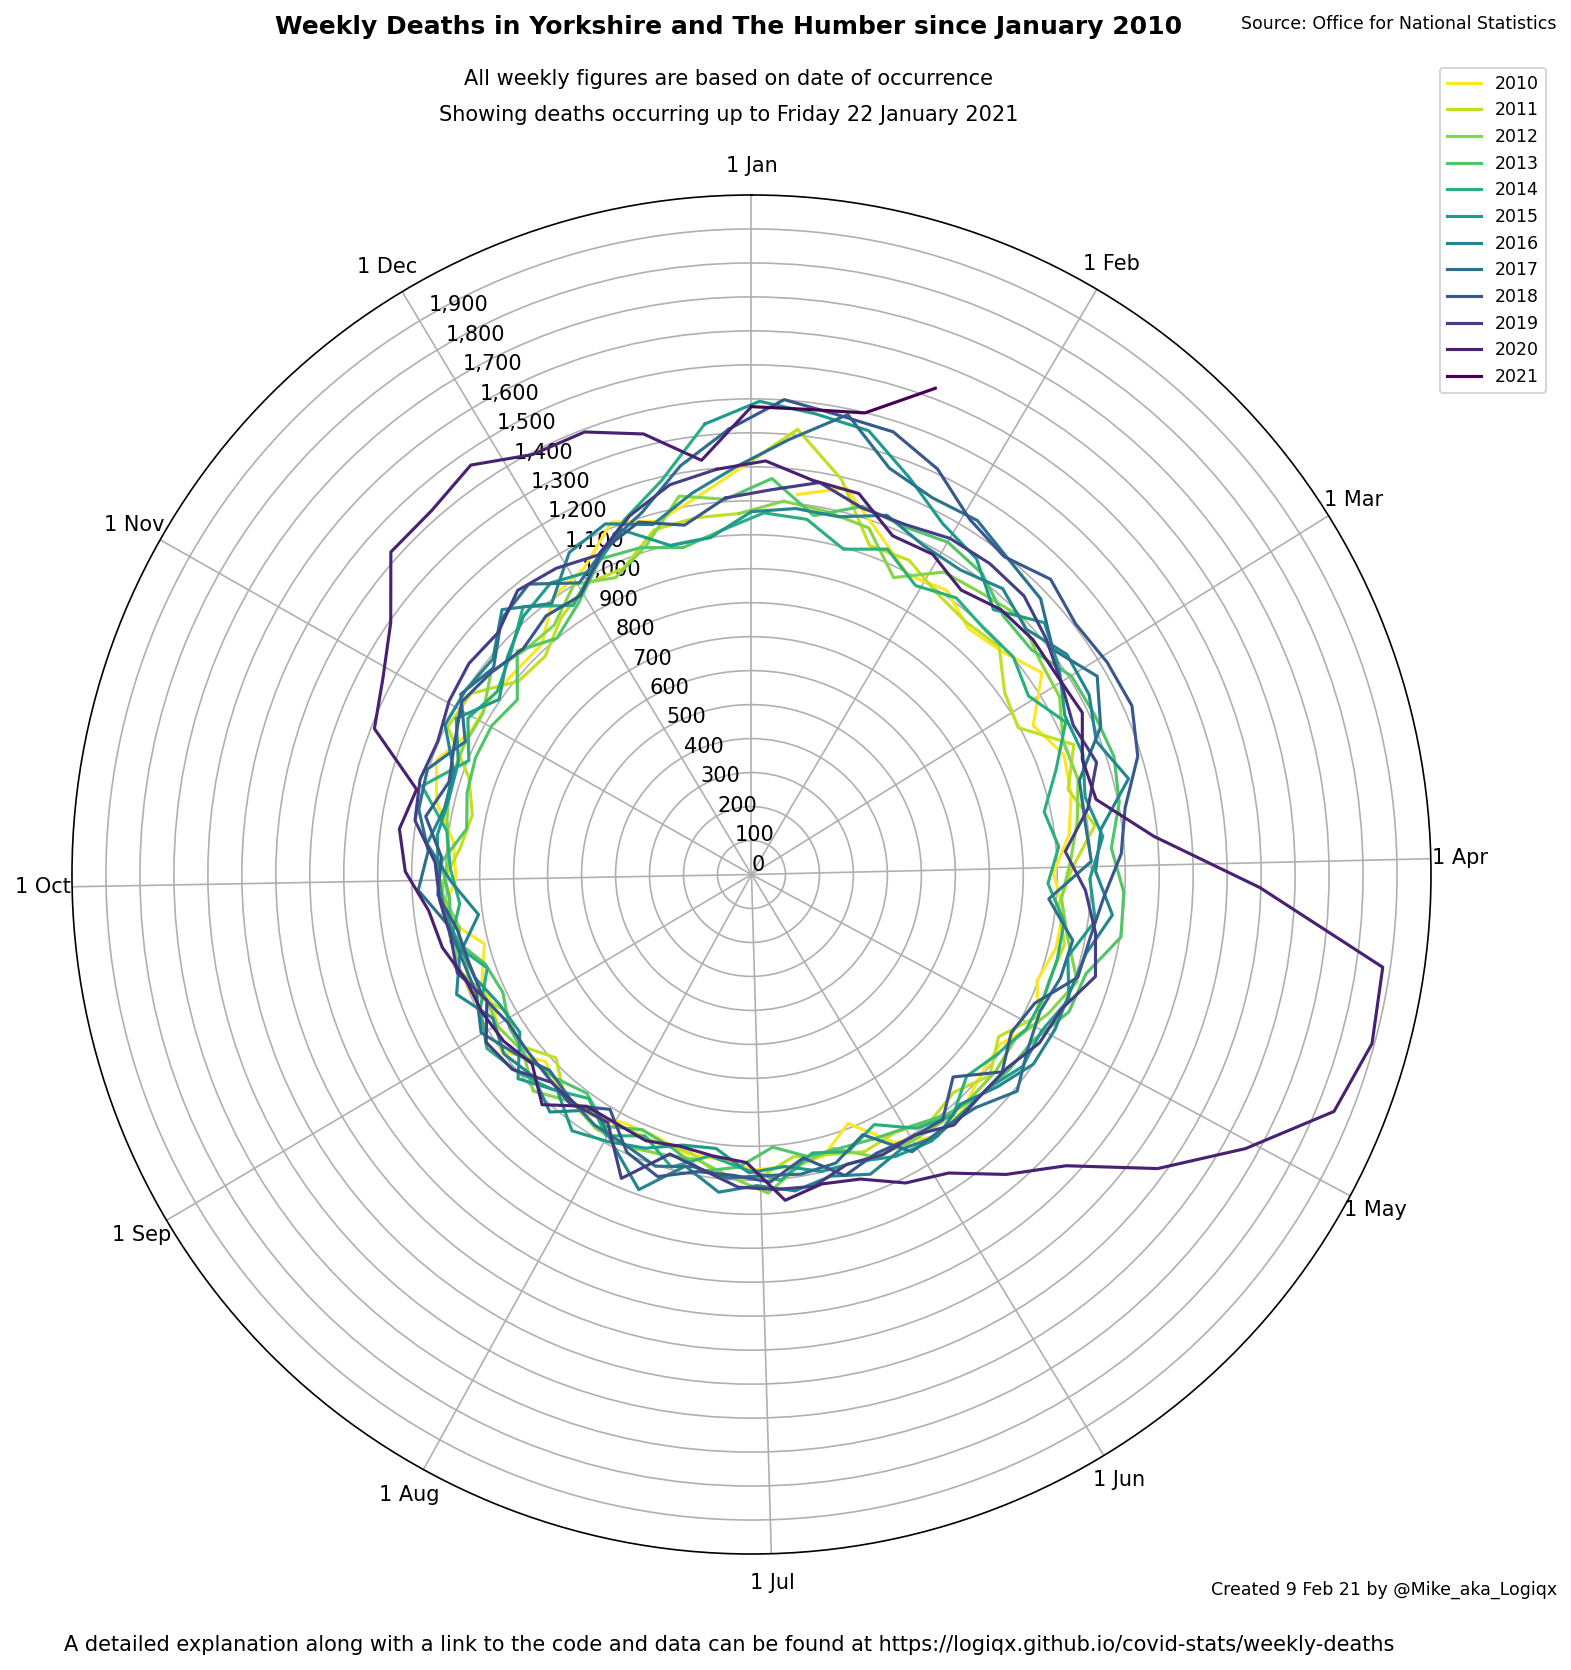 Weekly Deaths in Yorkshire and The Humber since January 2010
Source: Office for National Statistics
All weekly figures are based on date of occurrence
Showing deaths occurring up to Friday 22 January 2021
2010
2011
2012
2013
2014
2015
2016
2017
2018
2019
2020
2021
1 Jan
1 Feb
1 Mar
1 Apr
1 May
1 Jun
1 Jul
1 Aug
1 Sep
1 Oct
1 Nov
1 Dec
1,900
1,800
1,700
1,600
1,500
1,400
1,300
1,200
1,100
1,000
900
800
700
600
500
400
300
200
100
0
Created 9 Feb 21 by @Mike_aka_Logiqx
A detailed explanation along with a link to the code and data can be found at https://logiqx.github.io/covid-stats/weekly-deaths